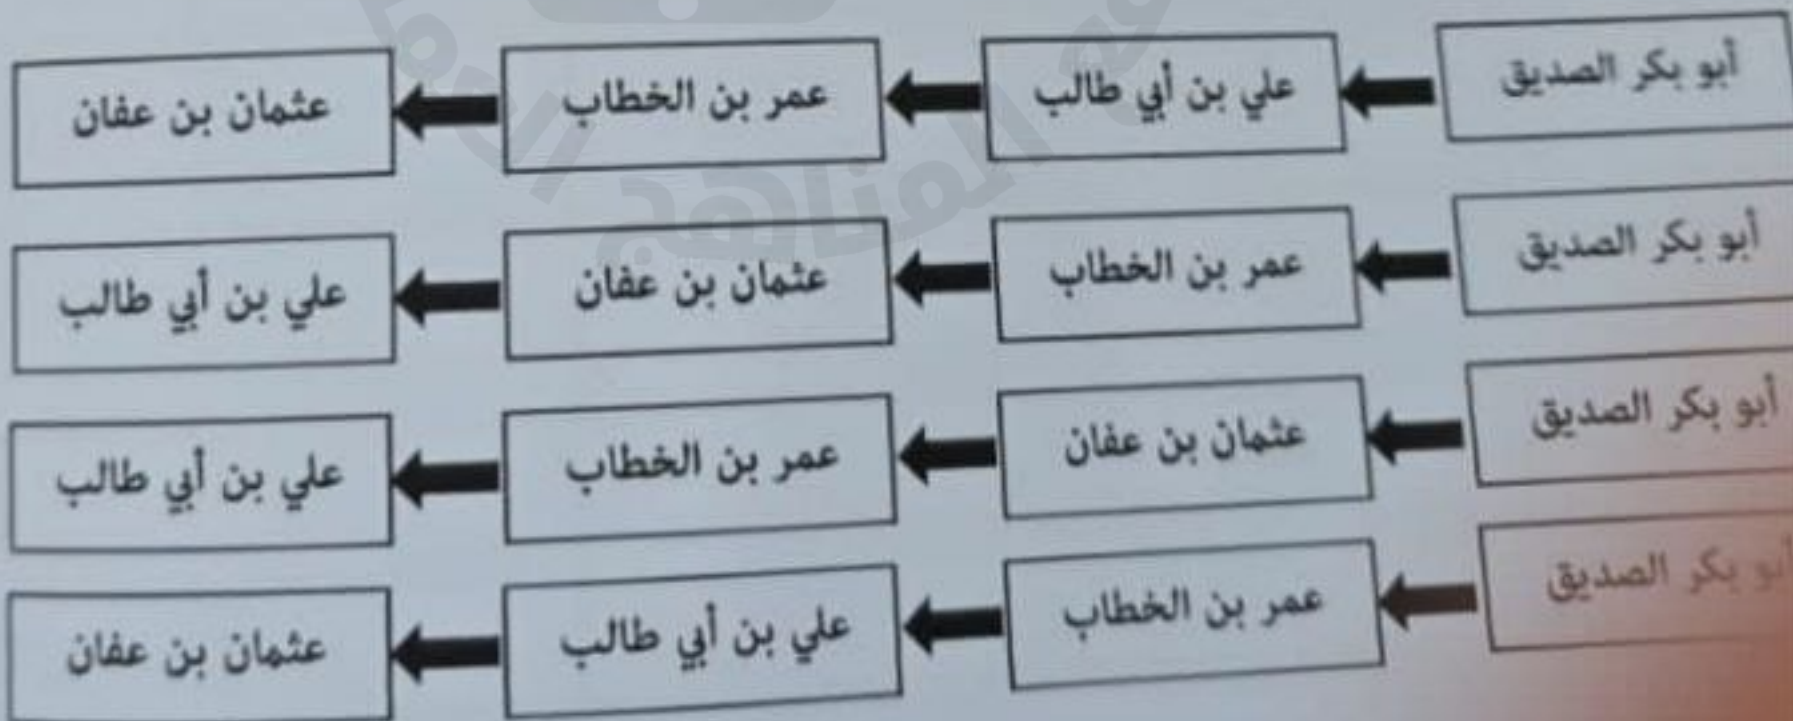 أبو بكر الصديق علي بن أبي طالب عمر بن الخطاب عثمان بن عفان
أبو بكر الصديق عمر بن الخطاب عثمان بن عفان علي بن أبي طالب
أبو بكر الصديق عثمان بن عفان عمر بن الخطاب علي بن أبي طالب
أبو بكر الصديق عمر بن الخطاب علي بن أبي طالب عثمان بن عفان
المناهج